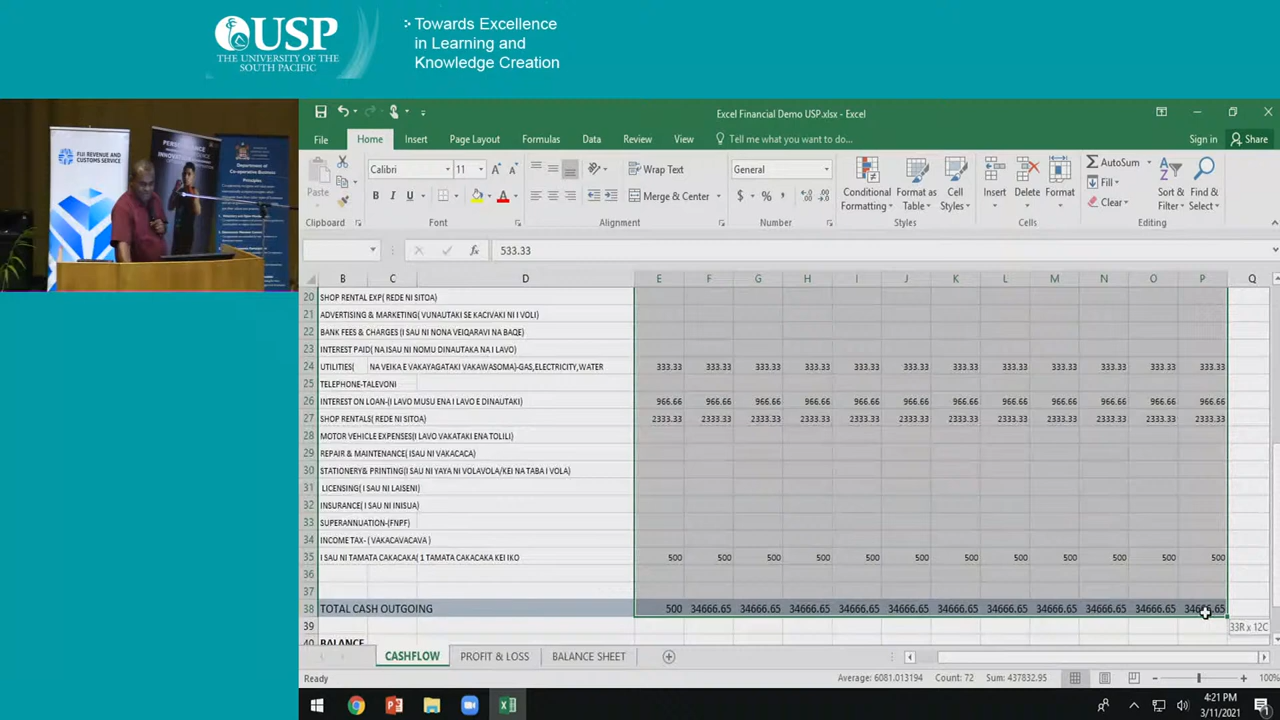 USP
THE UNIVERSITY OF THE
SOUTH PACIFIC
Towards Excellence
in Learning and
Knowledge Creation
FIJI REVENUE AND
CUSTOMS SERVICE
Department of
Co-operative Business
Principles
Excel Financial Demo USP.xlsx - Excel
File Home Insert Page Layout Formulas Data Review View Tell me what you want to do... Sign in Share
Paste Calibri 11 Wrap Text General Conditional Formatting Format as Table Cell Styles Insert Delete Format Sort & Filter Find & Select
B I U Merge & Center $ %
Clipboard Font Alignment Number Styles Cells Editing
fx 533.33
B C D E F G H I J K L M N O P Q
20 SHOP RENTAL EXP( REDE NI SITOA)
21 ADVERTISING & MARKETING( VUNAUTAKI SE KACIVAKI NI I VOLI)
22 BANK FEES & CHARGES (I SAU NI NONA VEIQARAVI NA BAQE)
23 INTEREST PAID( NA ISAU NI NOMU DINAUTAKA NA I LAVO)
24 UTILITIES( NA VEIKA E VAKAYAGATAKI VAKAWASOMA)-GAS,ELECTRICITY,WATER 333.33 333.33 333.33 333.33 333.33 333.33 333.33 333.33 333.33 333.33 333.33 333.33
25 TELEPHONE-TALEVONI
26 INTEREST ON LOAN-(I LAVO MUSU ENA I LAVO E DINAUTAKI) 966.66 966.66 966.66 966.66 966.66 966.66 966.66 966.66 966.66 966.66 966.66 966.66
27 SHOP RENTALS( REDE NI SITOA) 2333.33 2333.33 2333.33 2333.33 2333.33 2333.33 2333.33 2333.33 2333.33 2333.33 2333.33 2333.33
28 MOTOR VEHICLE EXPENSES(I LAVO VAKATAKI ENA TOLILI)
29 REPAIR & MAINTENANCE( ISAU NI VAKACACA)
30 STATIONERY& PRINTING(I SAU NI YAYA NI VOLAVOLA/KEI NA TABA I VOLA)
31 LICENSING( I SAU NI LAISENI)
32 INSURANCE( I SAU NI INISUA)
33 SUPERANNUATION-(FNPF)
34 INCOME TAX- ( VAKACAVACAVA )
35 I SAU NI TAMATA CAKACAKA( 1 TAMATA CAKACAKA KEI IKO 500 500 500 500 500 500 500 500 500 500 500 500
36
37
38 TOTAL CASH OUTGOING 500 34666.65 34666.65 34666.65 34666.65 34666.65 34666.65 34666.65 34666.65 34666.65 34666.65
39 33R x 12C
40 BALANCE
CASHFLOW PROFIT & LOSS BALANCE SHEET
Ready Average: 6081.013194 Count: 72 Sum: 437832.95 100%
4:21 PM
3/11/2021